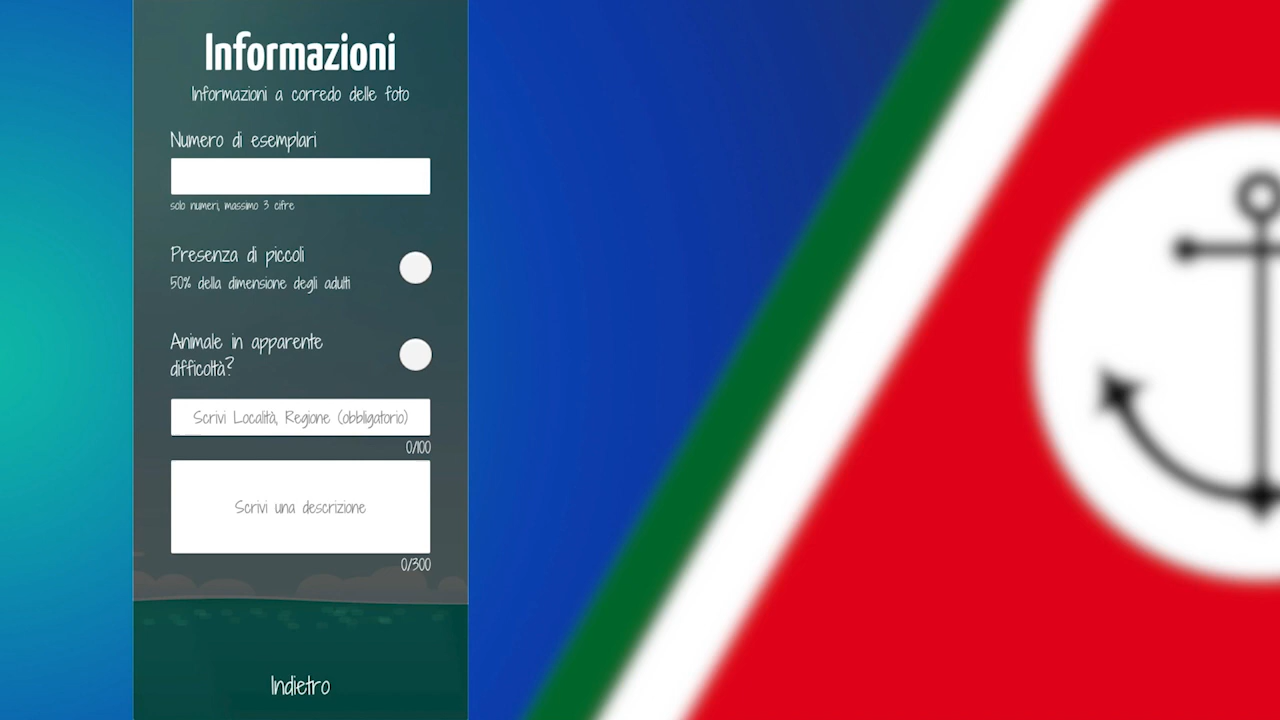 Informazioni
Informazioni a corredo delle foto
Numero di esemplari
solo numeri, massimo 3 cifre
Presenza di piccoli
50% della dimensione degli adulti
Animale in apparente
difficoltà?
Scrivi Località, Regione (obbligatorio)
0/100
Scrivi una descrizione
0/300
Indietro